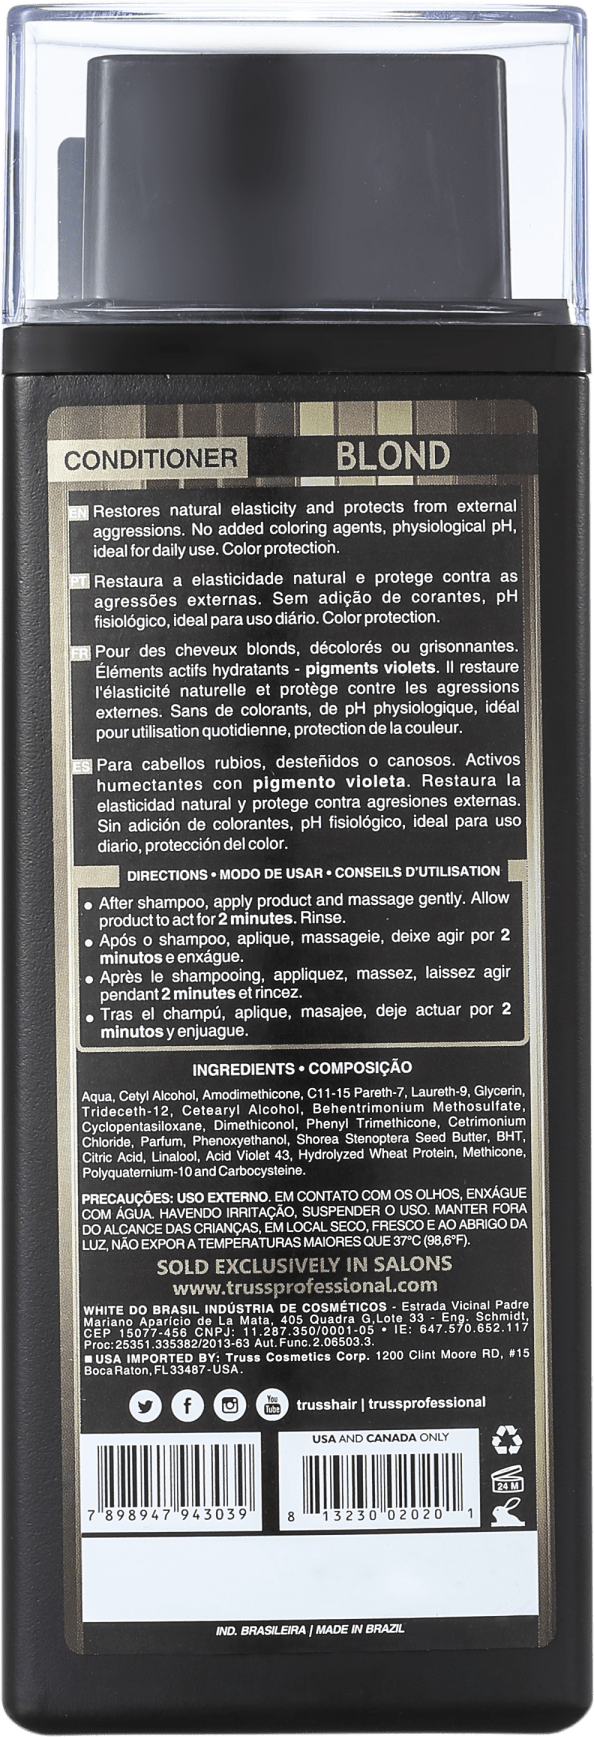 CONDITIONER BLOND
EN Restores natural elasticity and protects from external
aggressions. No added coloring agents, physiological pH,
ideal for daily use. Color protection.
PT Restaura a elasticidade natural e protege contra as
agressões externas. Sem adição de corantes, pH
fisiológico, ideal para uso diário. Color protection.
FR Pour des cheveux blonds, décolorés ou grisonnantes.
Éléments actifs hydratants - pigments violets. Il restaure
l'élasticité naturelle et protège contre les agressions
externes. Sans de colorants, de pH physiologique, idéal
pour utilisation quotidienne, protection de la couleur.
ES Para cabellos rubios, desteñidos o canosos. Activos
humectantes con pigmento violeta. Restaura la
elasticidad natural y protege contra agresiones externas.
Sin adición de colorantes, pH fisiológico, ideal para uso
diario, protección del color.
DIRECTIONS • MODO DE USAR • CONSEILS D'UTILISATION
• After shampoo, apply product and massage gently. Allow
product to act for 2 minutes. Rinse.
• Após o shampoo, aplique, massageie, deixe agir por 2
minutos e enxágue.
• Après le shampooing, appliquez, massez, laissez agir
pendant 2 minutes et rincez.
• Tras el champú, aplique, masajee, deje actuar por 2
minutos y enjuague.
INGREDIENTS • COMPOSIÇÃO
Aqua, Cetyl Alcohol, Amodimethicone, C11-15 Pareth-7, Laureth-9, Glycerin,
Trideceth-12, Cetearyl Alcohol, Behentrimonium Methosulfate,
Cyclopentasiloxane, Dimethiconol, Phenyl Trimethicone, Cetrimonium
Chloride, Parfum, Phenoxyethanol, Shorea Stenoptera Seed Butter, BHT,
Citric Acid, Linalool, Acid Violet 43, Hydrolyzed Wheat Protein, Methicone,
Polyquaternium-10 and Carbocysteine.
PRECAUÇÕES: USO EXTERNO. EM CONTATO COM OS OLHOS, ENXÁGUE
COM ÁGUA. HAVENDO IRRITAÇÃO, SUSPENDER O USO. MANTER FORA
DO ALCANCE DAS CRIANÇAS, EM LOCAL SECO, FRESCO E AO ABRIGO DA
LUZ, NÃO EXPOR A TEMPERATURAS MAIORES QUE 37°C (98,6°F).
SOLD EXCLUSIVELY IN SALONS
www.trussprofessional.com
WHITE DO BRASIL INDÚSTRIA DE COSMÉTICOS - Estrada Vicinal Padre
Mariano Aparício de La Mata, 405 Quadra G,Lote 33 - Eng. Schmidt,
CEP 15077-456 CNPJ: 11.287.350/0001-05 • IE: 647.570.652.117
Proc:25351.335382/2013-63 Aut.Func.2.06503.3.
■ USA IMPORTED BY: Truss Cosmetics Corp. 1200 Clint Moore RD, #15
Boca Raton, FL33487-USA.
You Tube trusshair | trussprofessional
USA AND CANADA ONLY
7 898947 943039
8 13230 02020 1
24 M
IND. BRASILEIRA | MADE IN BRAZIL